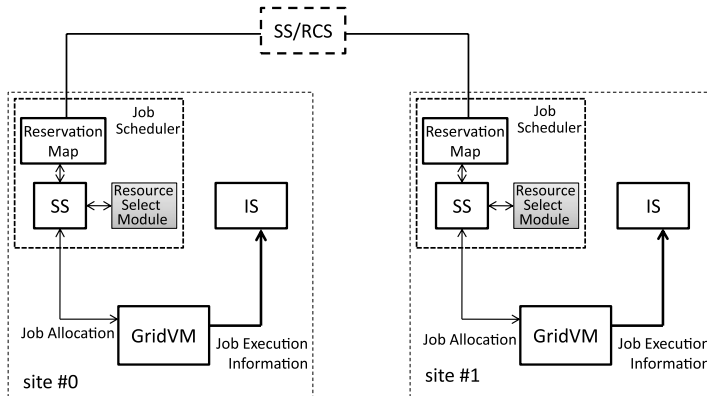 SS/RCS
Job
Scheduler
Reservation
Map
SS
Resource
Select
Module
IS
Job Allocation
GridVM
Job Execution
Information
site #0
Job
Scheduler
Reservation
Map
SS
Resource
Select
Module
IS
Job Allocation
GridVM
Job Execution
Information
site #1